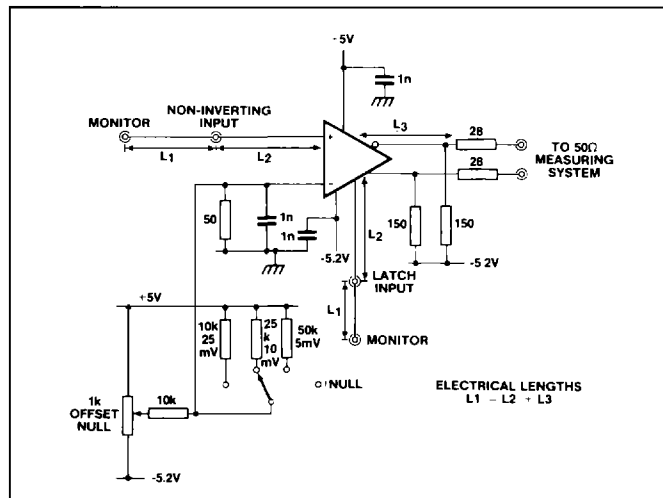 -5V
1n
NON-INVERTING INPUT
MONITOR
L1
L2
+
-
L3
28
TO 50Ω
MEASURING
SYSTEM
28
50
1n
1n
-5.2V
L2
150
150
-5 2V
LATCH
INPUT
L1
MONITOR
+5V
10k
25
mV
25
k
10
mV
50k
5mV
NULL
1k
OFFSET
NULL
10k
-5.2V
ELECTRICAL LENGTHS
L1 - L2 + L3